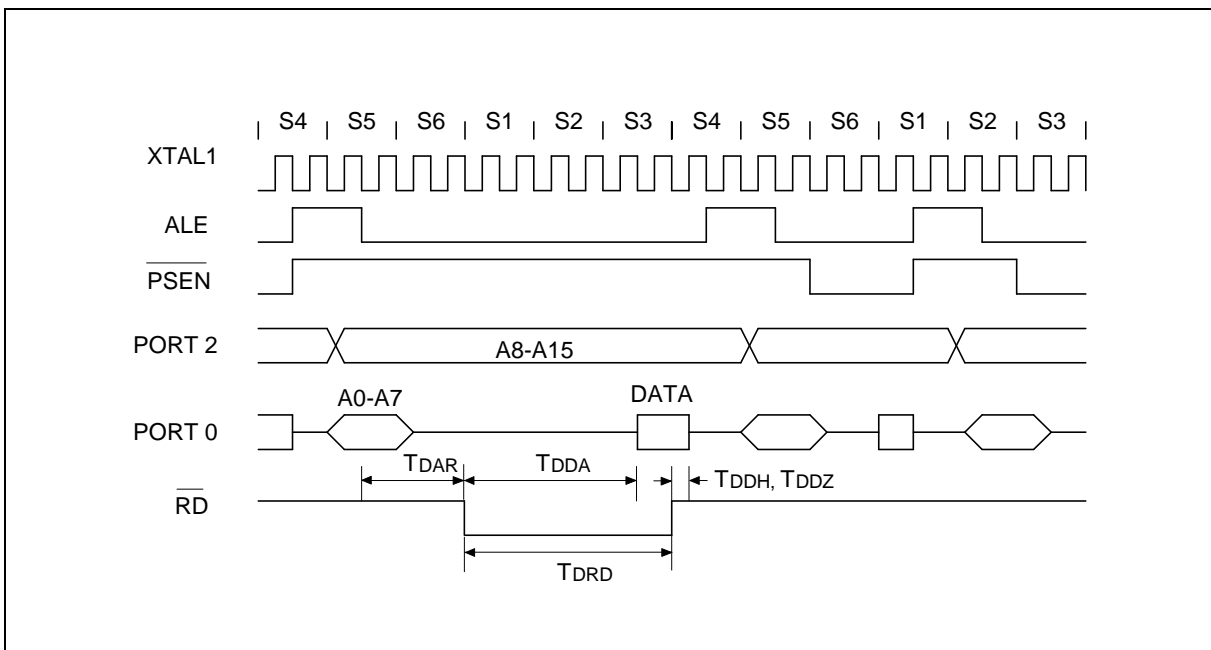 S4 S5 S6 S1 S2 S3 S4 S5 S6 S1 S2 S3
XTAL1
ALE
PSEN
PORT 2
A8-A15
A0-A7 DATA
PORT 0
TDAR TDDA TDDH, TDDZ
RD
TDRD